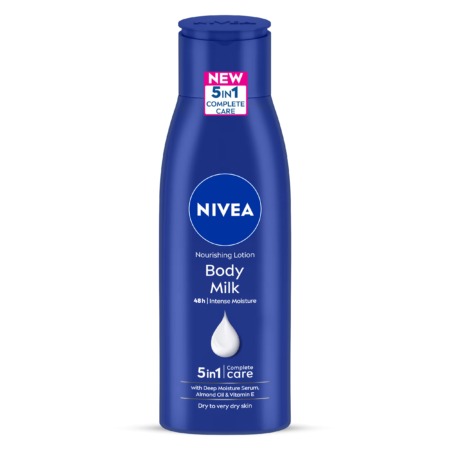 NEW
5IN1
COMPLETE
CARE
NIVEA
Nourishing Lotion
Body
Milk
48h | Intense Moisture
5in1 | Complete
care
with Deep Moisture Serum,
Almond Oil & Vitamin E
Dry to very dry skin